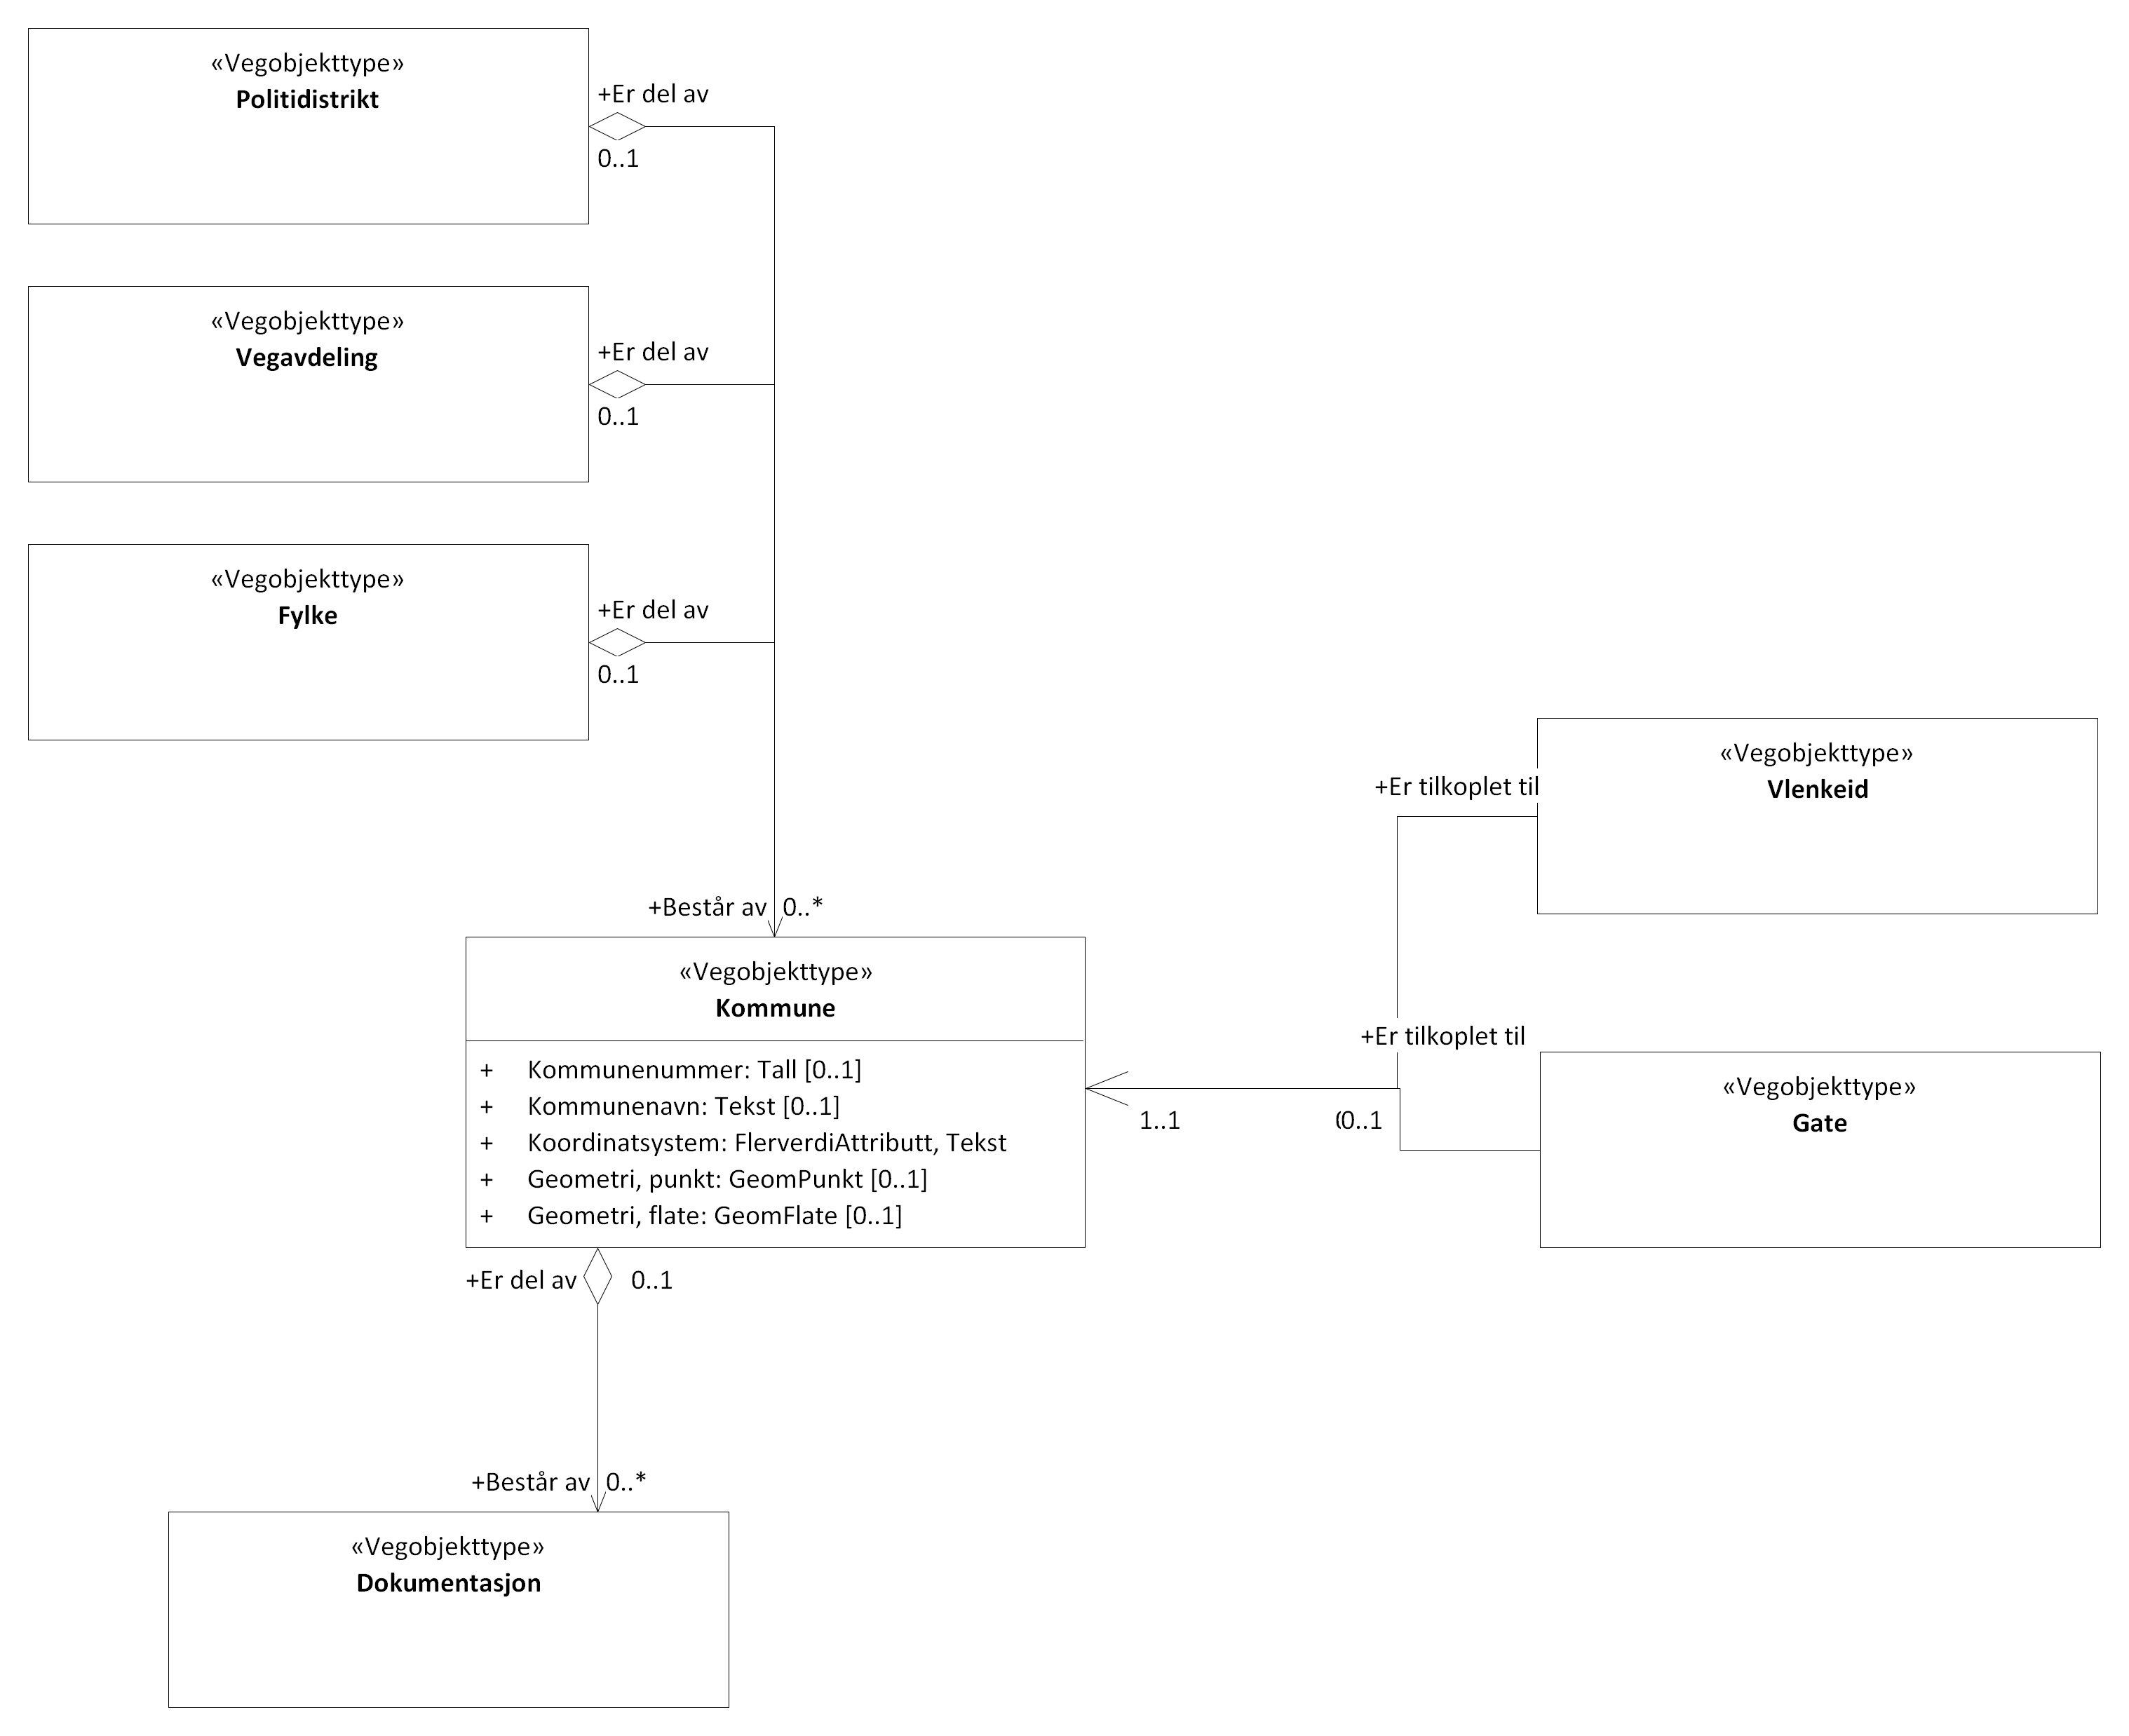 «Vegobjekttype»
Politidistrikt
+Er del av
0..1
«Vegobjekttype»
Vegavdeling
+Er del av
0..1
«Vegobjekttype»
Fylke
+Er del av
0..1
«Vegobjekttype»
Vlenkeid
+Er tilkoplet til
+Består av 0..*
«Vegobjekttype»
Kommune
+ Kommunenummer: Tall [0..1]
+ Kommunenavn: Tekst [0..1]
+ Koordinatsystem: FlerverdiAttributt, Tekst
+ Geometri, punkt: GeomPunkt [0..1]
+ Geometri, flate: GeomFlate [0..1]
+Er tilkoplet til
1..1
0..1
«Vegobjekttype»
Gate
+Er del av 0..1
+Består av 0..*
«Vegobjekttype»
Dokumentasjon